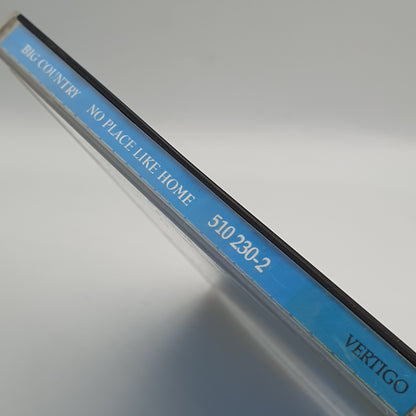 BIG COUNTRY NO PLACE LIKE HOME 510 230-2 VERTIGO